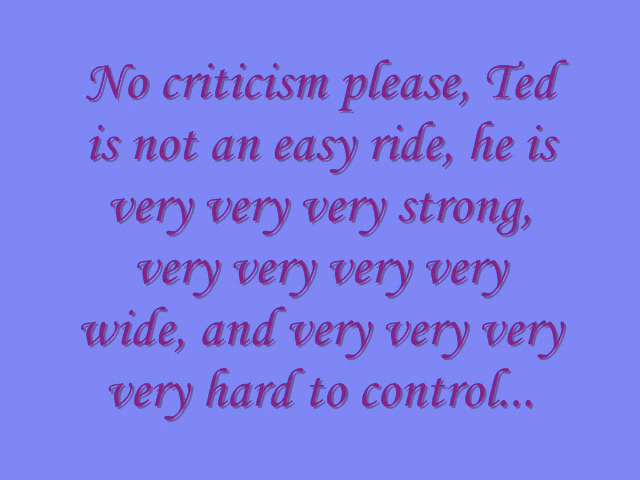 No criticism please, Ted
is not an easy ride, he is
very very very strong,
very very very very
wide, and very very very
very hard to control...